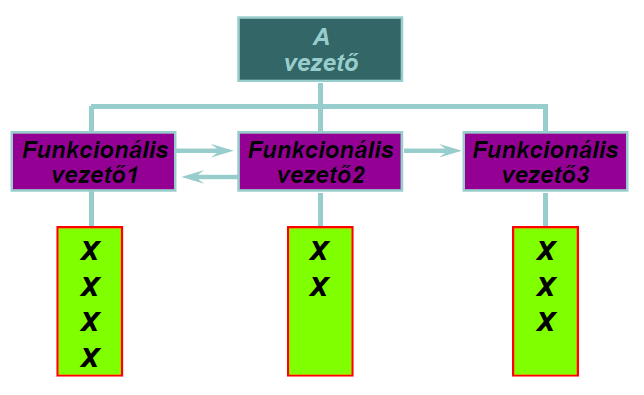 A
vezető
Funkcionális
vezető1
Funkcionális
vezető2
Funkcionális
vezető3
x
x
x
x
x
x
x
x
x